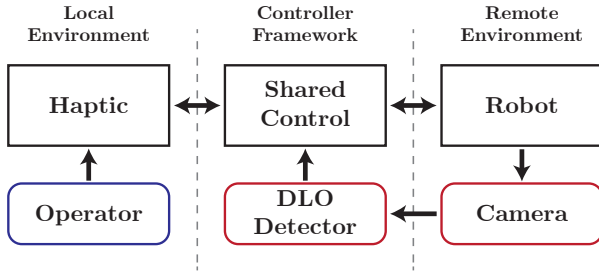 Local
Environment
Controller
Framework
Remote
Environment
Haptic
Shared
Control
Robot
Operator
DLO
Detector
Camera